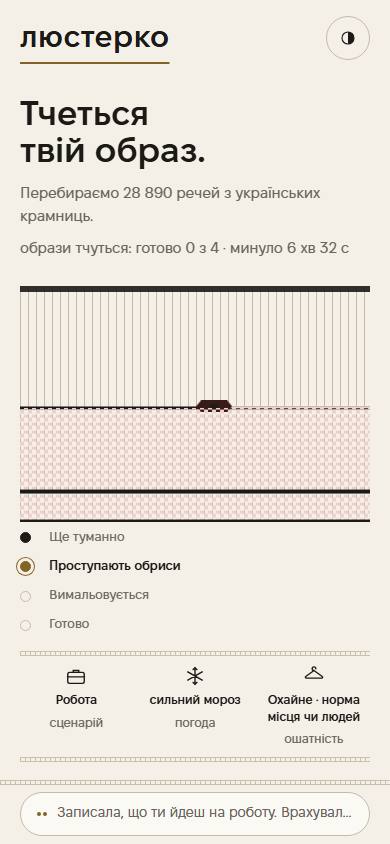 люстерко
Тчеться
твій образ.
Перебираємо 28 890 речей з українських
крамниць.
образи тчуться: готово 0 з 4 · минуло 6 хв 32 с
Ще туманно
Проступають обриси
Вимальовується
Готово
Робота
сценарій
сильний мороз
погода
Охайне · норма
місця чи людей
ошатність
Записала, що ти йдеш на роботу. Врахувал...